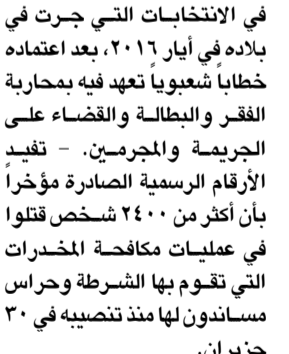 في الانتخابات التي جرت في
بلاده في أيار ٢٠١٦، بعد اعتماده
خطاباً شعبوياً تعهد فيه بمحاربة
الفقر والبطالة والقضاء على
الجريمة والمجرمين. – تفيد
الأرقام الرسمية الصادرة مؤخراً
بأن أكثر من ٢٤٠٠ شخص قتلوا
في عمليات مكافحة المخدرات
التي تقوم بها الشرطة وحراس
مساندون لها منذ تنصيبه في ٣٠
حزيران.